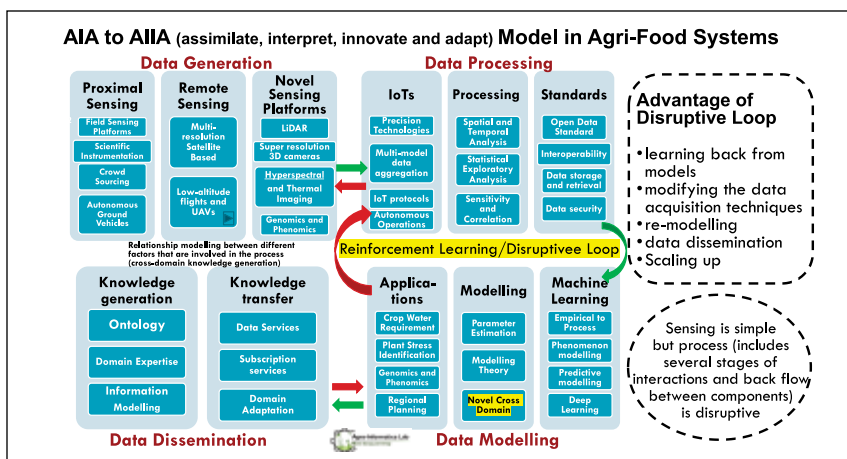 AIA to AIIA (assimilate, interpret, innovate and adapt) Model in Agri-Food Systems
Data Generation
Proximal
Sensing
Field Sensing
Platforms
Scientific
Instrumentation
Crowd
Sourcing
Autonomous
Ground
Vehicles
Remote
Sensing
Multi-
resolution
Satellite
Based
Low-altitude
flights and
UAVs
Novel
Sensing
Platforms
LiDAR
Super resolution
3D cameras
Hyperspectral
and Thermal
Imaging
Genomics and
Phenomics
Data Processing
IoTs
Precision
Technologies
Multi-model
data
aggregation
IoT protocols
Autonomous
Operations
Processing
Spatial and
Temporal
Analysis
Statistical
Exploratory
Analysis
Sensitivity
and
Correlation
Standards
Open Data
Standard
Interoperability
Data storage
and retrieval
Data security
Advantage of
Disruptive Loop
•learning back from
models
•modifying the data
acquisition techniques
•re-modelling
•data dissemination
•Scaling up
Relationship modelling between different
factors that are involved in the process
(cross-domain knowledge generation)
Reinforcement Learning/Disruptivee Loop
Knowledge
generation
Ontology
Domain Expertise
Information
Modelling
Knowledge
transfer
Data Services
Subscription
services
Domain
Adaptation
Data Dissemination
Applica-
tions
Crop Water
Requirement
Plant Stress
Identification
Genomics and
Phenomics
Regional
Planning
Modelling
Parameter
Estimation
Modelling
Theory
Novel Cross
Domain
Machine
Learning
Empirical to
Process
Phenomenon
modelling
Predictive
modelling
Deep
Learning
Data Modelling
Sensing is simple
but process (includes
several stages of
interactions and back flow
between components)
is disruptive
Agro-Informatics Lab